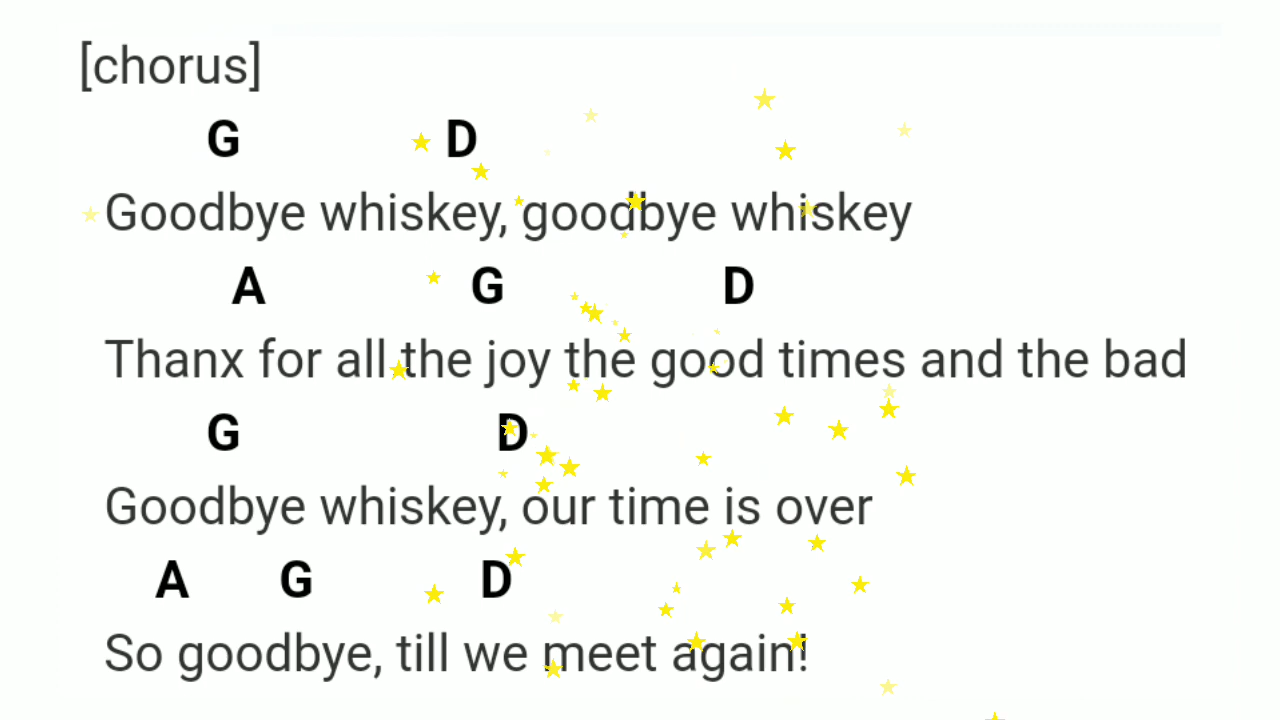 [chorus]
G D
Goodbye whiskey, goodbye whiskey
A G D
Thanx for all the joy the good times and the bad
G D
Goodbye whiskey, our time is over
A G D
So goodbye, till we meet again!